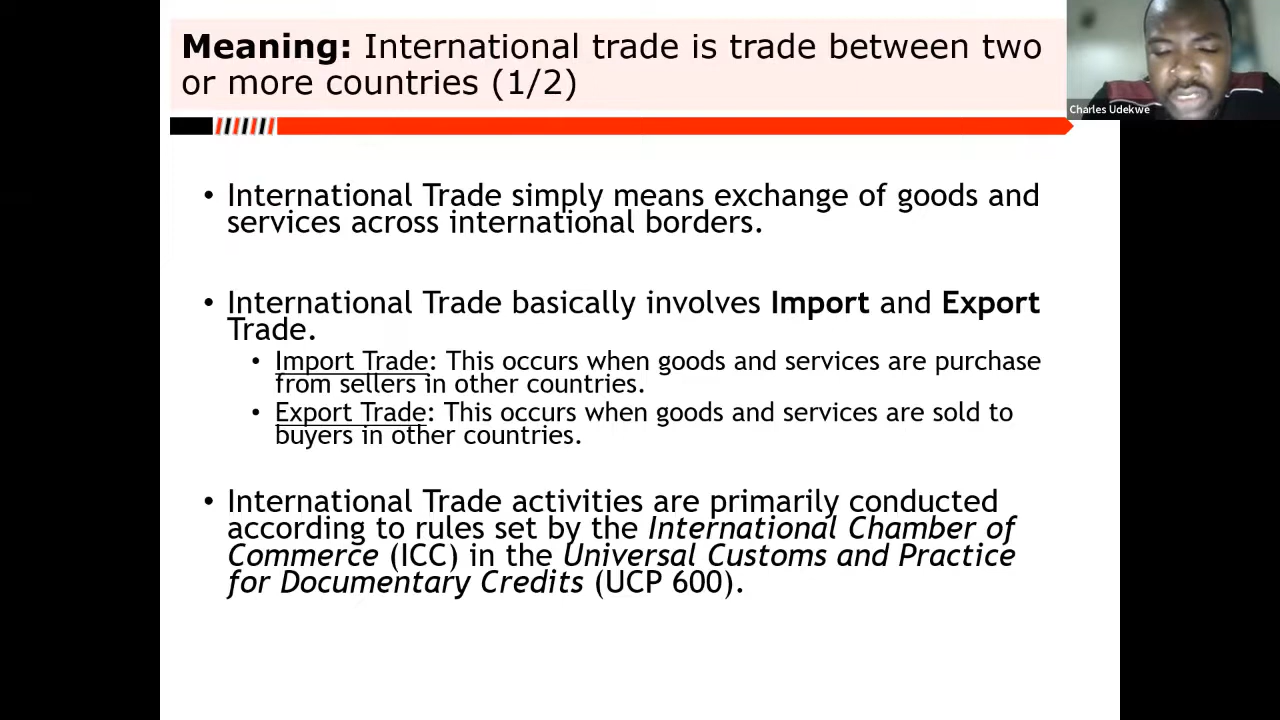 Meaning: International trade is trade between two
or more countries (1/2)
Charles Udekwe
• International Trade simply means exchange of goods and
services across international borders.
• International Trade basically involves Import and Export
Trade.
• Import Trade: This occurs when goods and services are purchase
from sellers in other countries.
• Export Trade: This occurs when goods and services are sold to
buyers in other countries.
• International Trade activities are primarily conducted
according to rules set by the International Chamber of
Commerce (ICC) in the Universal Customs and Practice
for Documentary Credits (UCP 600).